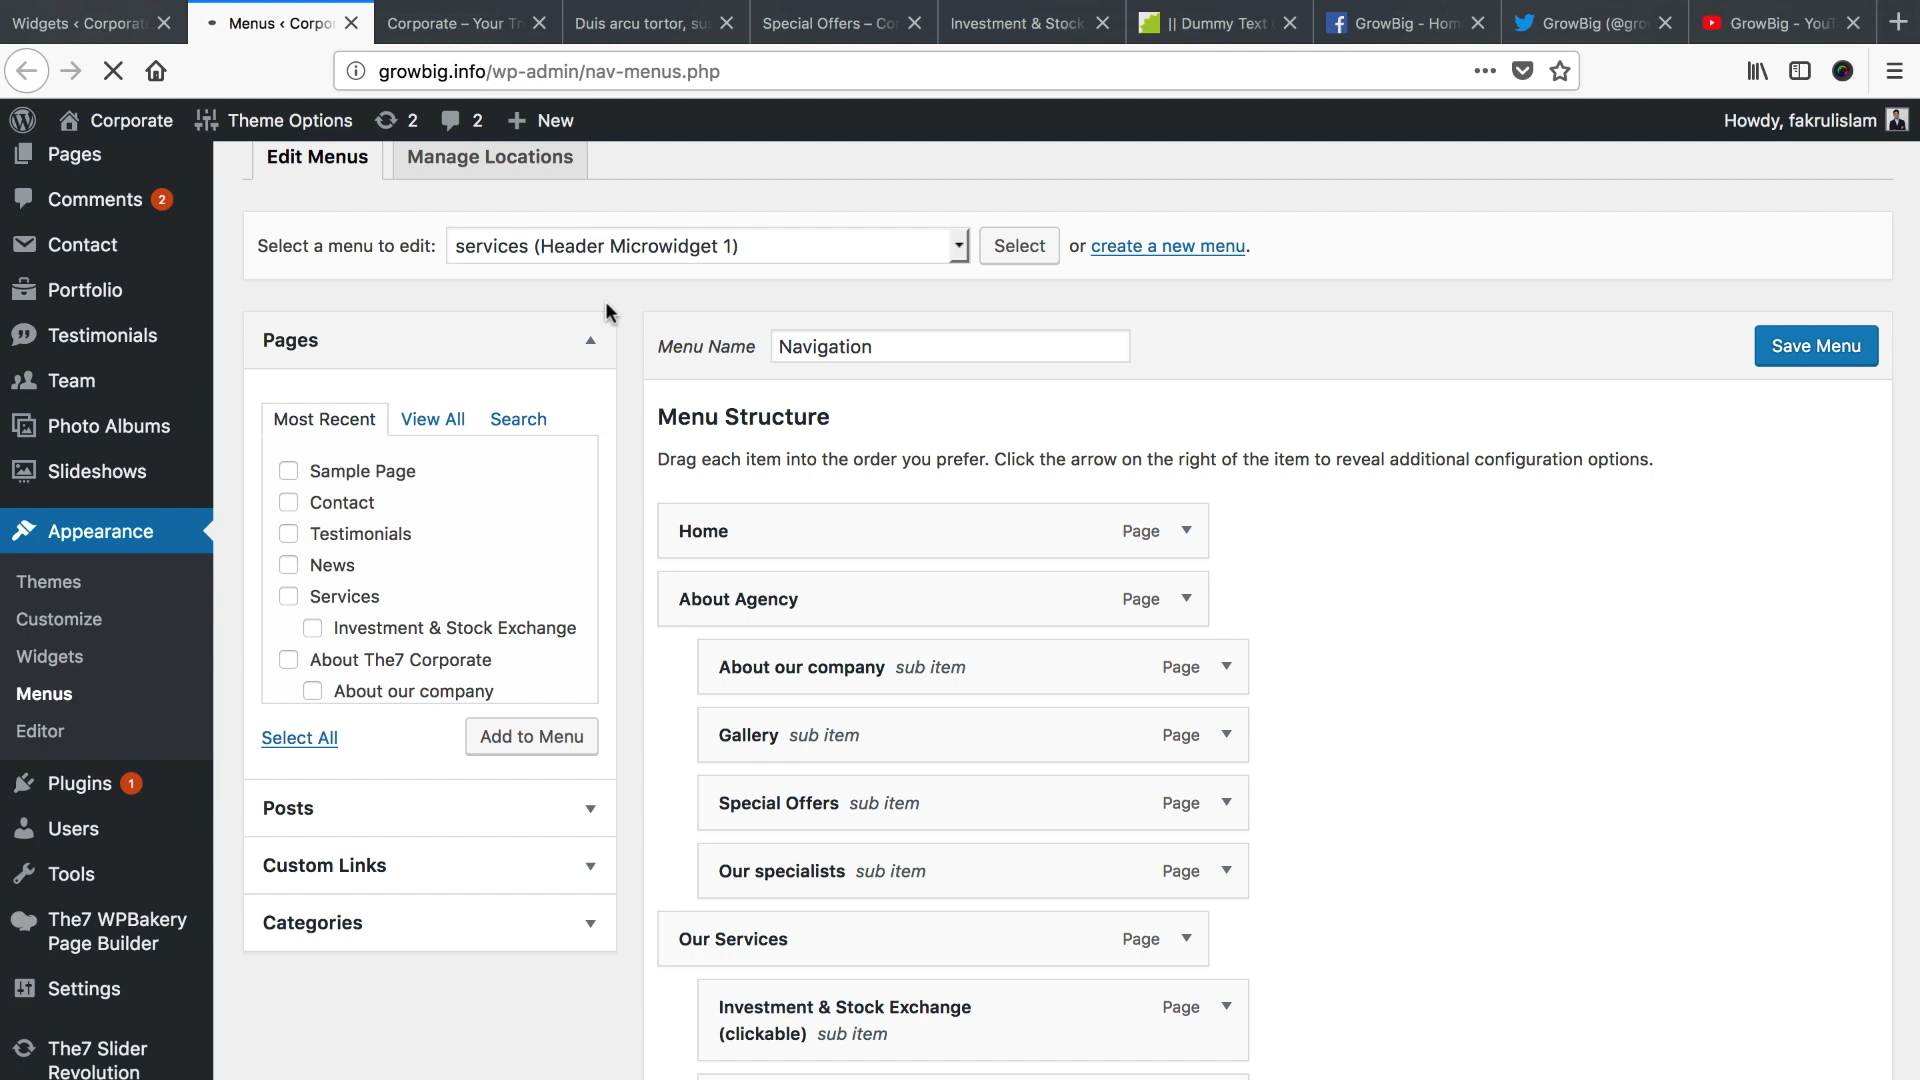 Widgets ‹ Corporat
Menus ‹ Corpor
Corporate – Your Tr
Duis arcu tortor, sus
Special Offers – Cor
Investment & Stock
|| Dummy Text
GrowBig - Hom
GrowBig (@gro
GrowBig - YouT
growbig.info/wp-admin/nav-menus.php
Corporate
Theme Options
2
2
New
Howdy, fakrulislam
Pages
Comments 2
Contact
Portfolio
Testimonials
Team
Photo Albums
Slideshows
Appearance
Themes
Customize
Widgets
Menus
Editor
Plugins 1
Users
Tools
The7 WPBakery
Page Builder
Settings
The7 Slider
Revolution
Edit Menus
Manage Locations
Select a menu to edit: services (Header Microwidget 1) Select or create a new menu.
Pages
Most Recent View All Search
Sample Page
Contact
Testimonials
News
Services
Investment & Stock Exchange
About The7 Corporate
About our company
Select All Add to Menu
Posts
Custom Links
Categories
Menu Name Navigation Save Menu
Menu Structure
Drag each item into the order you prefer. Click the arrow on the right of the item to reveal additional configuration options.
Home Page
About Agency Page
About our company sub item Page
Gallery sub item Page
Special Offers sub item Page
Our specialists sub item Page
Our Services Page
Investment & Stock Exchange Page
(clickable) sub item